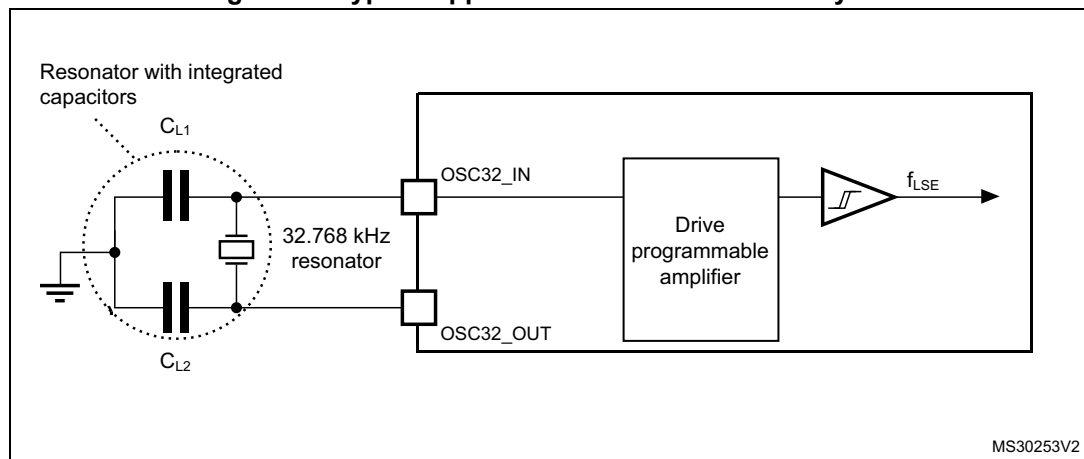 Resonator with integrated
capacitors
CL1
OSC32_IN
fLSE
32.768 kHz
resonator
Drive
programmable
amplifier
OSC32_OUT
CL2
MS30253V2